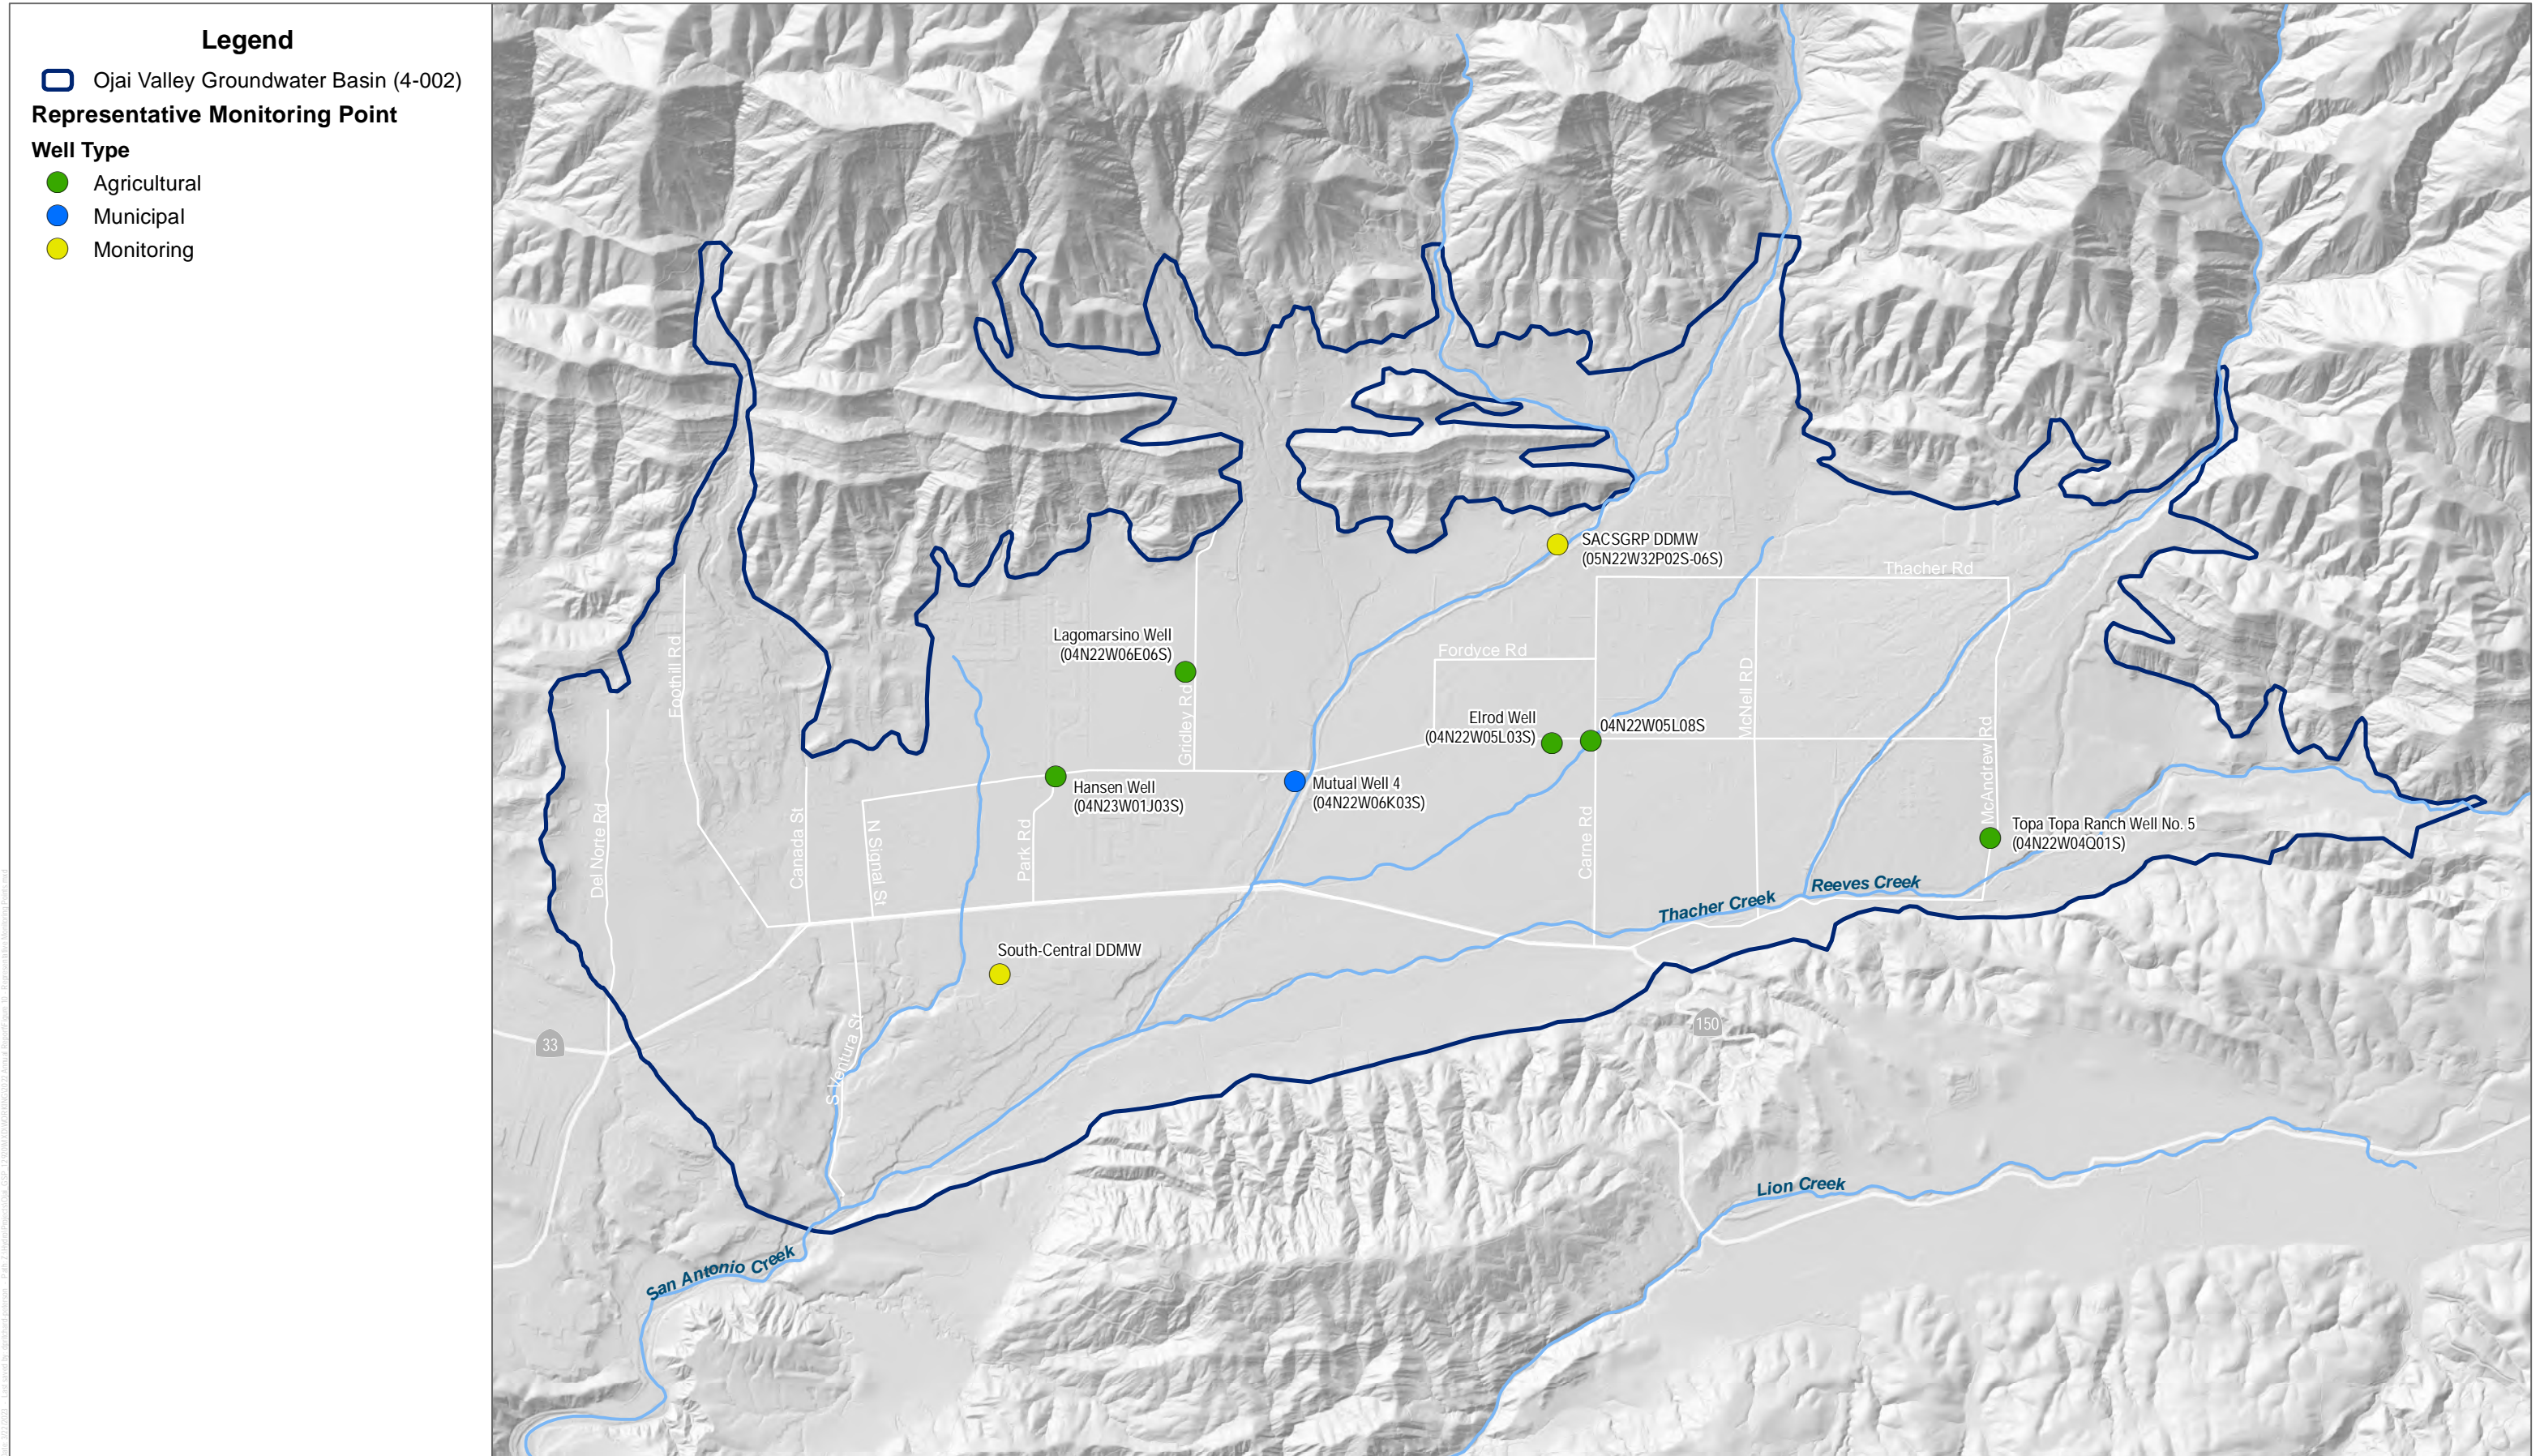 Legend
Ojai Valley Groundwater Basin (4-002)
Representative Monitoring Point
Well Type
Agricultural
Municipal
Monitoring
SACSGRP DDMW
(05N22W32P02S-06S)
Thacher Rd
Lagomarsino Well
(04N22W06E06S)
Fordyce Rd
Foothill Rd
Gridley Rd
McNell RD
Elrod Well
(04N22W05L03S)
04N22W05L08S
McAndrew Rd
Hansen Well
(04N23W01J03S)
Mutual Well 4
(04N22W06K03S)
Del Norte Rd
Canada St
N Signal St
Park Rd
Carne Rd
Topa Topa Ranch Well No. 5
(04N22W04Q01S)
Reeves Creek
Thacher Creek
South-Central DDMW
33
150
S Ventura St
Lion Creek
San Antonio Creek